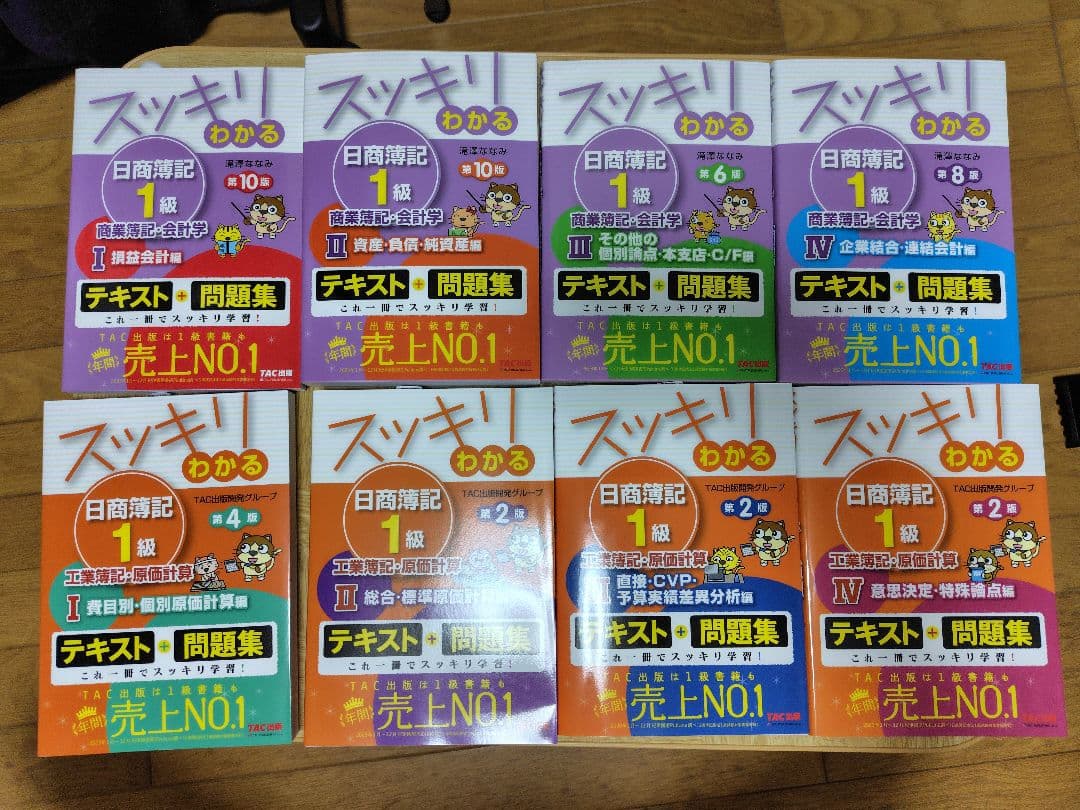 スッキリ
わかる
日商簿記
1級
滝澤ななみ
第10版
商業簿記・会計学
I 損益会計編
テキスト+問題集
これ一冊でスッキリ学習!
TAC出版は1級書籍も
《年間》売上NO.1
TAC出版
スッキリ
わかる
日商簿記
1級
滝澤ななみ
第10版
商業簿記・会計学
II 資産・負債・純資産編
テキスト+問題集
これ一冊でスッキリ学習!
TAC出版は1級書籍も
《年間》売上NO.1
スッキリ
わかる
日商簿記
1級
滝澤ななみ
第6版
商業簿記・会計学
III その他の
個別論点・本支店・C/F編
テキスト+問題集
これ一冊でスッキリ学習!
TAC出版は1級書籍も
《年間》売上NO.1
TAC出版
スッキリ
わかる
日商簿記
1級
滝澤ななみ
第8版
商業簿記・会計学
IV 企業結合・連結会計編
テキスト+問題集
これ一冊でスッキリ学習!
TAC出版は1級書籍も
《年間》売上NO.1
TAC出版
スッキリ
わかる
日商簿記
1級
TAC出版開発グループ
第4版
工業簿記・原価計算
I 費目別・個別原価計算編
テキスト+問題集
これ一冊でスッキリ学習!
TAC出版は1級書籍も
《年間》売上NO.1
TAC出版
スッキリ
わかる
日商簿記
1級
TAC出版開発グループ
第2版
工業簿記・原価計算
II 総合・標準原価計算編
テキスト+問題集
これ一冊でスッキリ学習!
TAC出版は1級書籍も
《年間》売上NO.1
スッキリ
わかる
日商簿記
1級
TAC出版開発グループ
第2版
工業簿記・原価計算
直接・CVP・
予算実績差異分析編
テキスト+問題集
これ一冊でスッキリ学習!
TAC出版は1級書籍も
《年間》売上NO.1
TAC出版
スッキリ
わかる
日商簿記
1級
TAC出版開発グループ
第2版
工業簿記・原価計算
IV 意思決定・特殊論点編
テキスト+問題集
これ一冊でスッキリ学習!
TAC出版は1級書籍も
《年間》売上NO.1
TAC出版